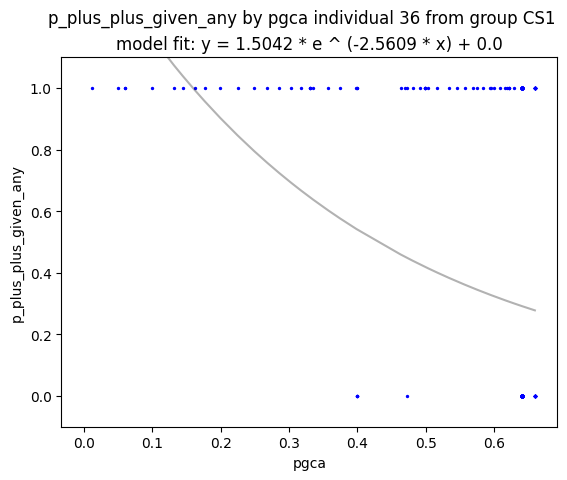 p_plus_plus_given_any by pgca individual 36 from group CS1
model fit: y = 1.5042 * e ^ (-2.5609 * x) + 0.0
1.0
0.8
0.6
0.4
0.2
0.0
p_plus_plus_given_any
0.0 0.1 0.2 0.3 0.4 0.5 0.6
pgca